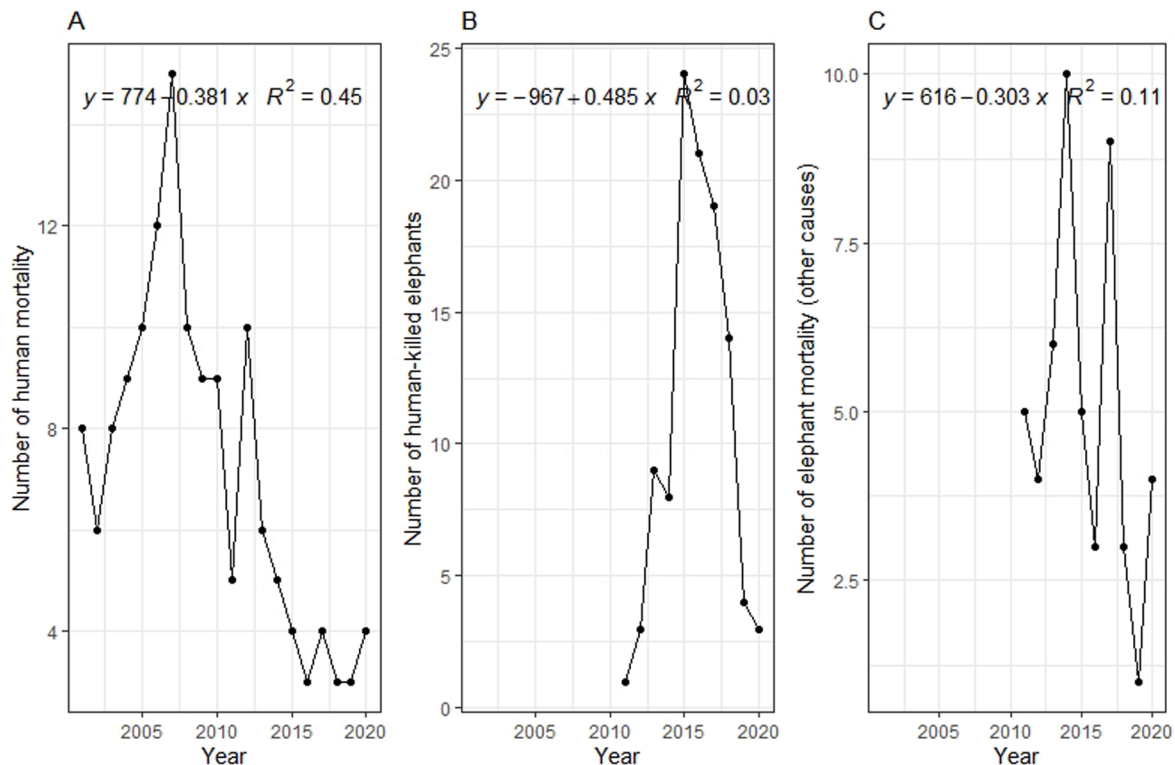 A
y = 774 − 0.381 x R² = 0.45
Number of human mortality
12
8
4
2005 2010 2015 2020
Year
B
y = −967 + 0.485 x R² = 0.03
Number of human-killed elephants
25
20
15
10
5
0
2005 2010 2015 2020
Year
C
y = 616 − 0.303 x R² = 0.11
Number of elephant mortality (other causes)
10.0
7.5
5.0
2.5
2005 2010 2015 2020
Year